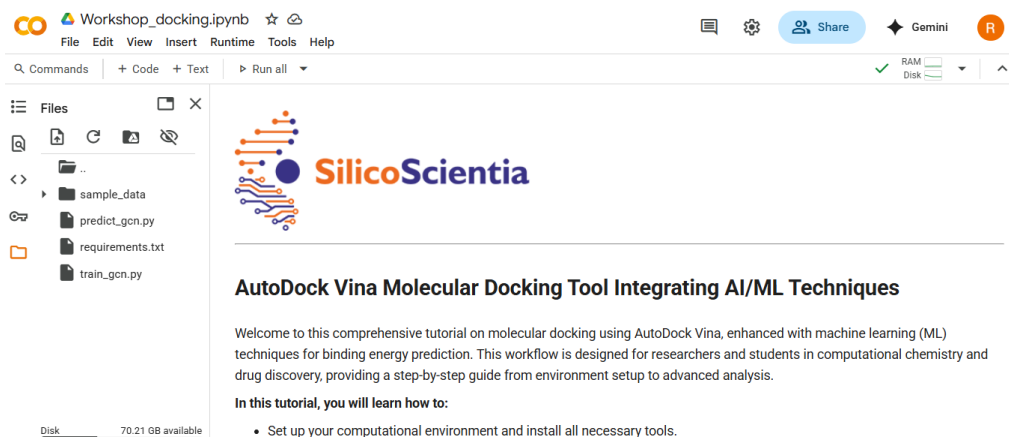 Workshop_docking.ipynb
File Edit View Insert Runtime Tools Help
Share
Gemini
R
Commands + Code + Text Run all
RAM
Disk
Files
..
sample_data
predict_gcn.py
requirements.txt
train_gcn.py
Disk 70.21 GB available
SilicoScientia
AutoDock Vina Molecular Docking Tool Integrating AI/ML Techniques
Welcome to this comprehensive tutorial on molecular docking using AutoDock Vina, enhanced with machine learning (ML)
techniques for binding energy prediction. This workflow is designed for researchers and students in computational chemistry and
drug discovery, providing a step-by-step guide from environment setup to advanced analysis.
In this tutorial, you will learn how to:
• Set up your computational environment and install all necessary tools.